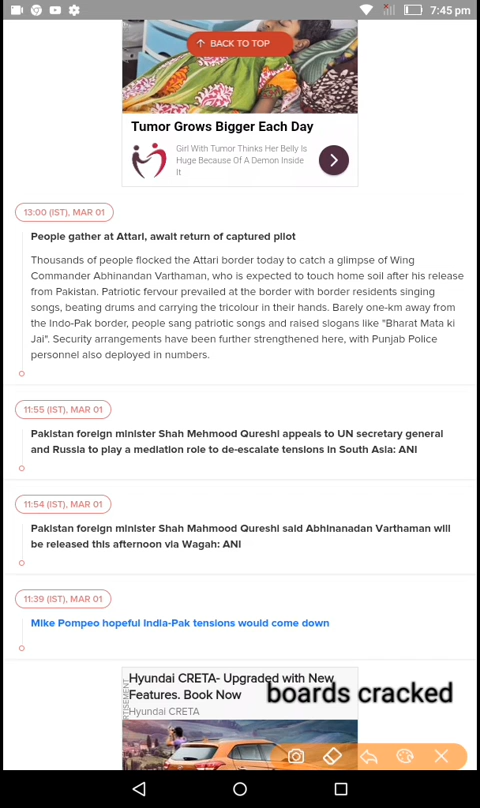 7:45 pm
BACK TO TOP
Tumor Grows Bigger Each Day
Girl With Tumor Thinks Her Belly Is
Huge Because Of A Demon Inside
It
13:00 (IST), MAR 01
People gather at Attari, await return of captured pilot
Thousands of people flocked the Attari border today to catch a glimpse of Wing
Commander Abhinandan Varthaman, who is expected to touch home soil after his release
from Pakistan. Patriotic fervour prevailed at the border with border residents singing
songs, beating drums and carrying the tricolour in their hands. Barely one-km away from
the Indo-Pak border, people sang patriotic songs and raised slogans like "Bharat Mata ki
Jai". Security arrangements have been further strengthened here, with Punjab Police
personnel also deployed in numbers.
11:55 (IST), MAR 01
Pakistan foreign minister Shah Mehmood Qureshi appeals to UN secretary general
and Russia to play a mediation role to de-escalate tensions in South Asia: ANI
11:54 (IST), MAR 01
Pakistan foreign minister Shah Mahmood Qureshi said Abhinanadan Varthaman will
be released this afternoon via Wagah: ANI
11:39 (IST), MAR 01
Mike Pompeo hopeful India-Pak tensions would come down
Hyundai CRETA- Upgraded with New
Features. Book Now
Hyundai CRETA
boards cracked